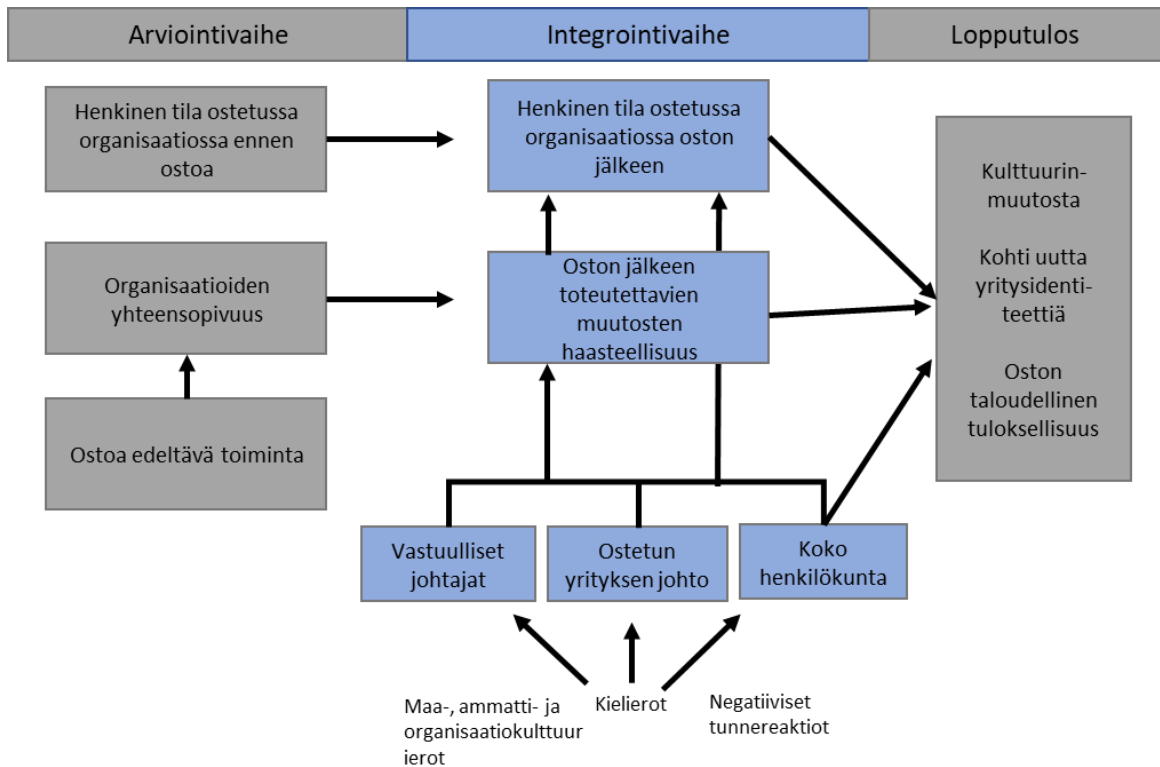 Arviointivaihe
Integrointivaihe
Lopputulos
Henkinen tila ostetussa
organisaatiossa ennen
ostoa
Henkinen tila ostetussa
organisaatiossa oston
jälkeen
Organisaatioiden
yhteensopivuus
Oston jälkeen
toteutettavien
muutosten
haasteellisuus
Ostoa edeltävä toiminta
Kulttuurin-
muutosta
Kohti uutta
yritysidenti-
teettiä
Oston
taloudellinen
tuloksellisuus
Vastuulliset
johtajat
Ostetun
yrityksen johto
Koko
henkilökunta
Maa-, ammatti- ja
organisaatiokulttuur
ierot
Kielierot
Negatiiviset
tunnereaktiot